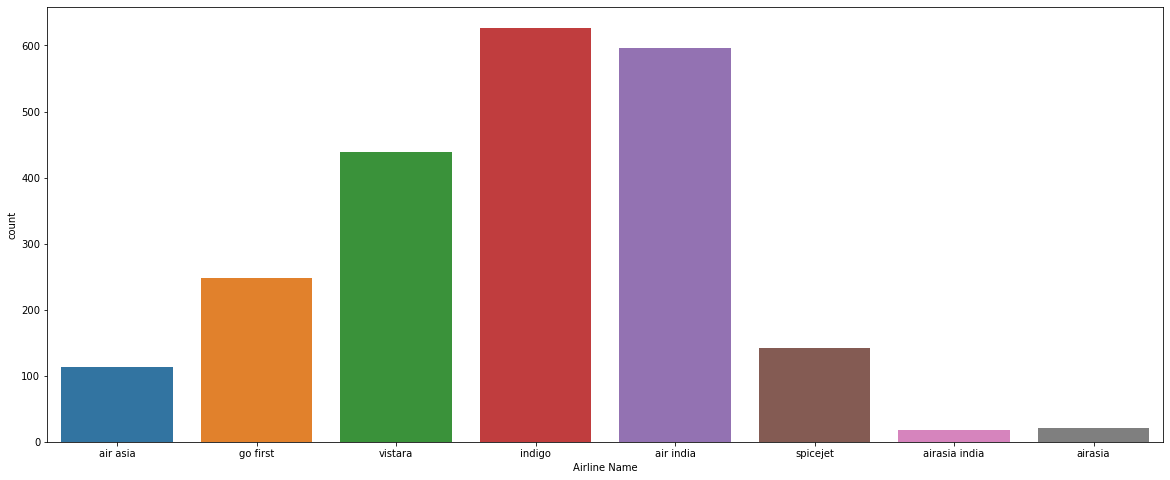 600
500
400
300
200
100
0
count
air asia go first vistara indigo air india spicejet airasia india airasia
Airline Name